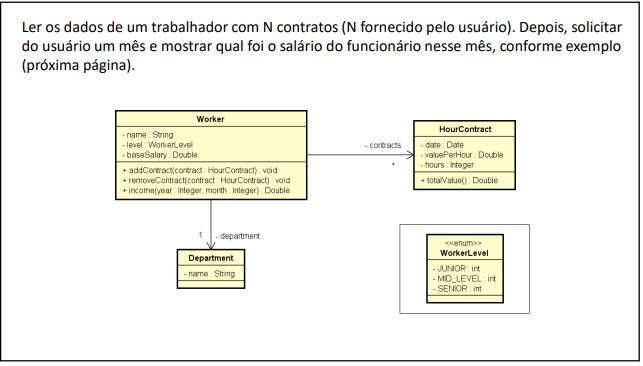 Ler os dados de um trabalhador com N contratos (N fornecido pelo usuário). Depois, solicitar
do usuário um mês e mostrar qual foi o salário do funcionário nesse mês, conforme exemplo
(próxima página).
Worker
- name : String
- level : WorkerLevel
- baseSalary : Double
+ addContract(contract : HourContract) : void
+ removeContract(contract : HourContract) : void
+ income(year : Integer, month : Integer) : Double
- contracts
*
HourContract
- date : Date
- valuePerHour : Double
- hours : Integer
+ totalValue() : Double
1
- department
Department
- name : String
<<enum>>
WorkerLevel
- JUNIOR : int
- MID_LEVEL : int
- SENIOR : int